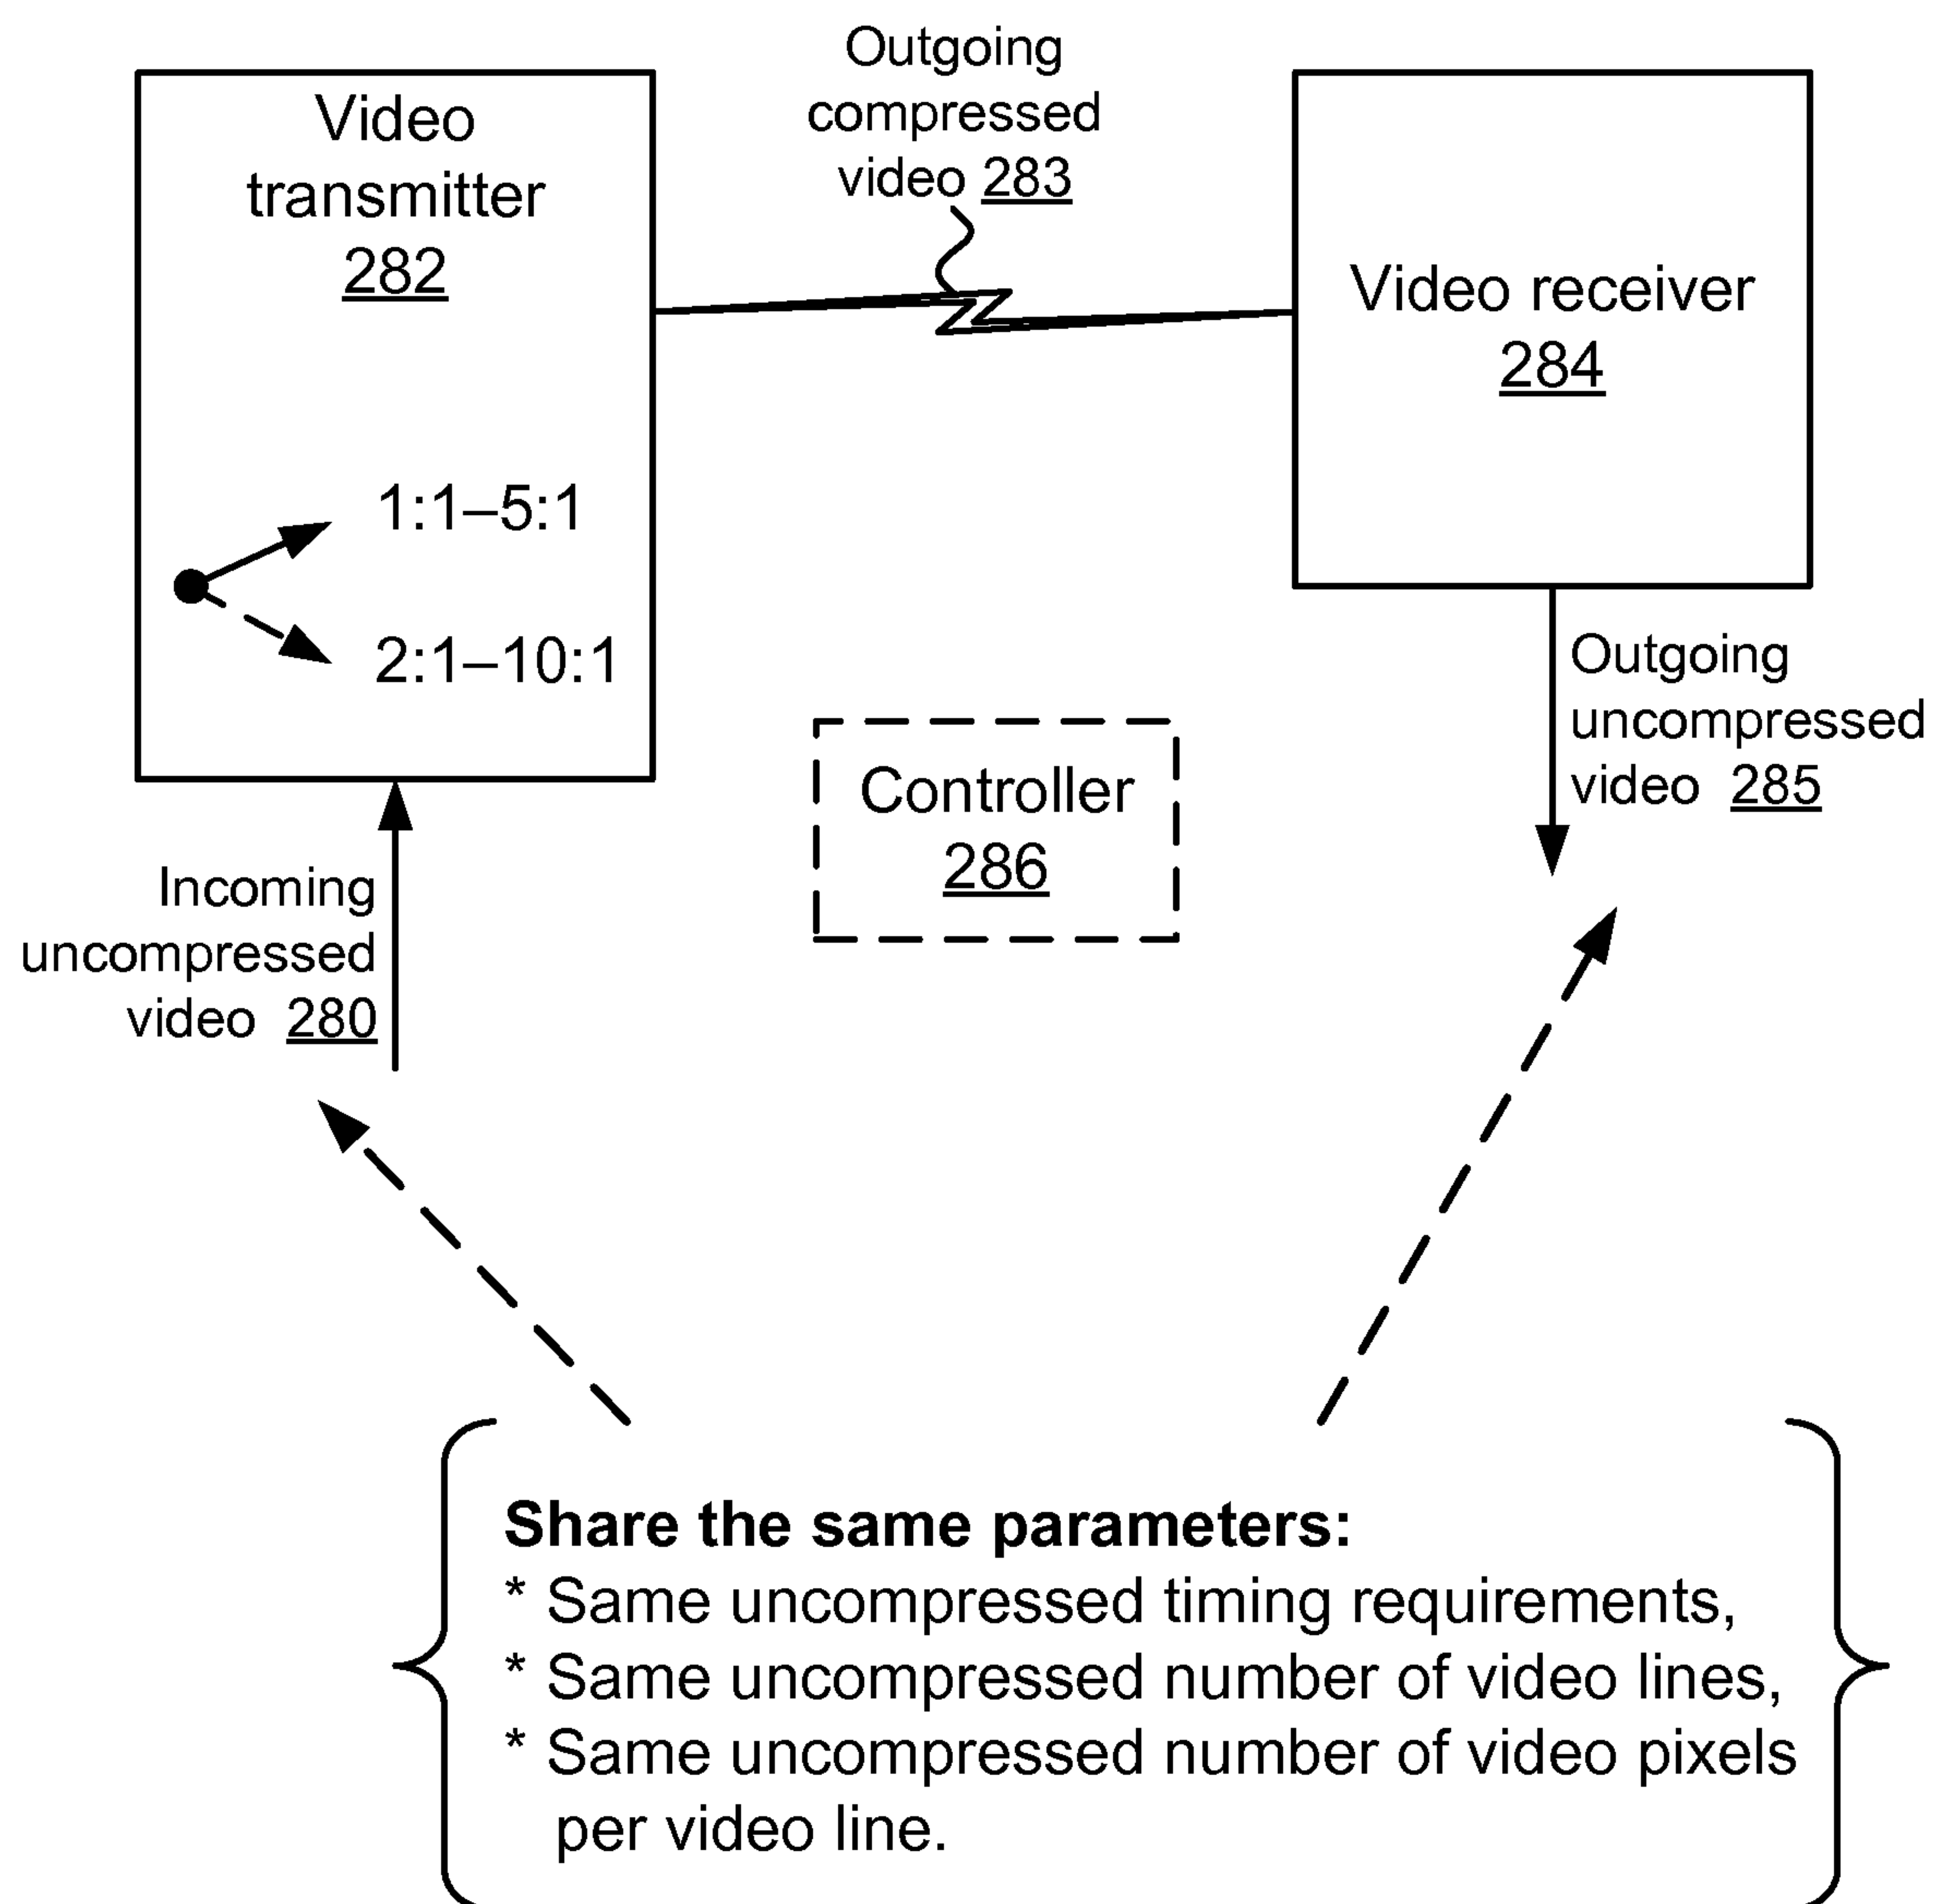 Video
transmitter
282
1:1–5:1
2:1–10:1
Outgoing
compressed
video 283
Video receiver
284
Outgoing
uncompressed
video 285
Controller
286
Incoming
uncompressed
video 280
Share the same parameters:
* Same uncompressed timing requirements,
* Same uncompressed number of video lines,
* Same uncompressed number of video pixels
per video line.